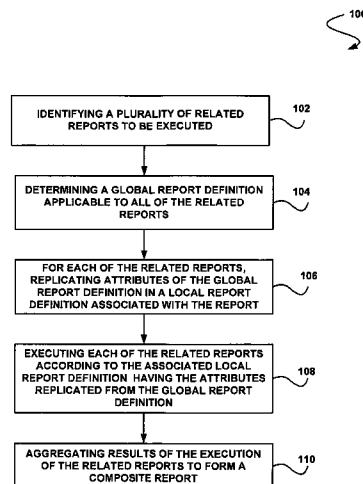 100
IDENTIFYING A PLURALITY OF RELATED
REPORTS TO BE EXECUTED
102
DETERMINING A GLOBAL REPORT DEFINITION
APPLICABLE TO ALL OF THE RELATED
REPORTS
104
FOR EACH OF THE RELATED REPORTS,
REPLICATING ATTRIBUTES OF THE GLOBAL
REPORT DEFINITION IN A LOCAL REPORT
DEFINITION ASSOCIATED WITH THE REPORT
106
EXECUTING EACH OF THE RELATED REPORTS
ACCORDING TO THE ASSOCIATED LOCAL
REPORT DEFINITION HAVING THE ATTRIBUTES
REPLICATED FROM THE GLOBAL REPORT
DEFINITION
108
AGGREGATING RESULTS OF THE EXECUTION
OF THE RELATED REPORTS TO FORM A
COMPOSITE REPORT
110